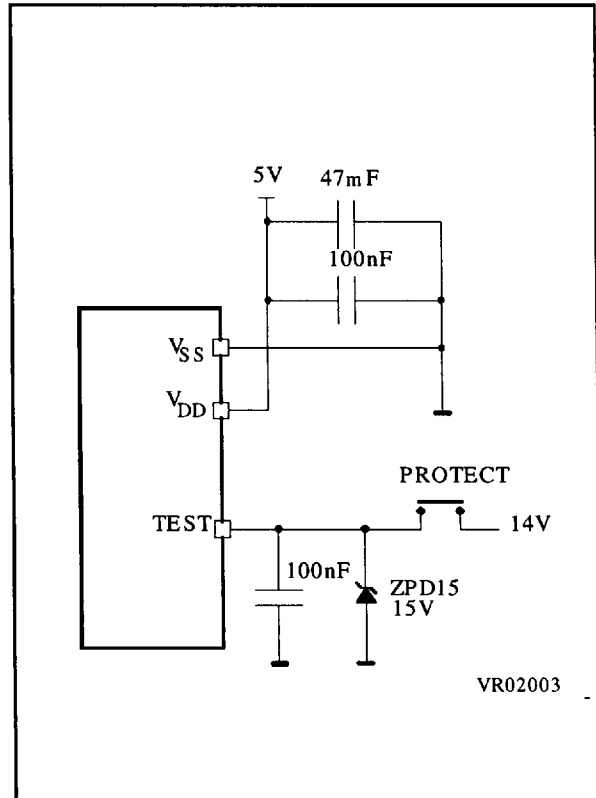 5V 47mF
100nF
VSS
VDD
PROTECT
TEST 14V
100nF ZPD15
15V
VR02003